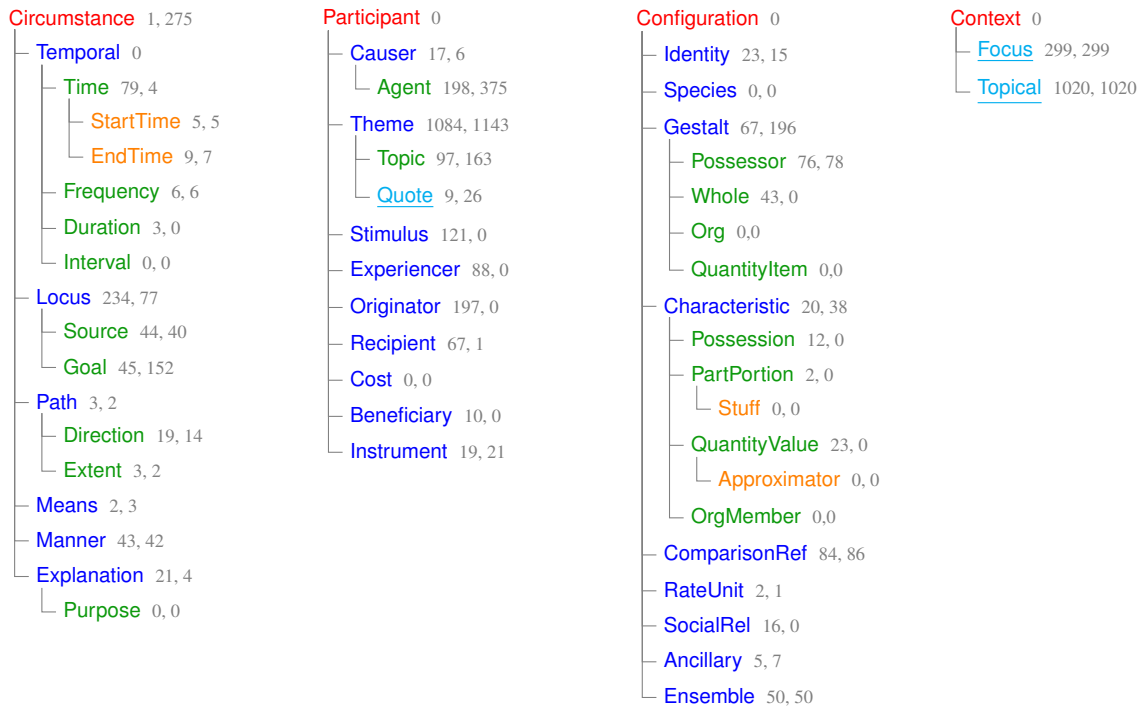 Circumstance 1, 275
Temporal 0
Time 79, 4
StartTime 5, 5
EndTime 9, 7
Frequency 6, 6
Duration 3, 0
Interval 0, 0
Locus 234, 77
Source 44, 40
Goal 45, 152
Path 3, 2
Direction 19, 14
Extent 3, 2
Means 2, 3
Manner 43, 42
Explanation 21, 4
Purpose 0, 0
Participant 0
Causer 17, 6
Agent 198, 375
Theme 1084, 1143
Topic 97, 163
Quote 9, 26
Stimulus 121, 0
Experiencer 88, 0
Originator 197, 0
Recipient 67, 1
Cost 0, 0
Beneficiary 10, 0
Instrument 19, 21
Configuration 0
Identity 23, 15
Species 0, 0
Gestalt 67, 196
Possessor 76, 78
Whole 43, 0
Org 0,0
QuantityItem 0,0
Characteristic 20, 38
Possession 12, 0
PartPortion 2, 0
Stuff 0, 0
QuantityValue 23, 0
Approximator 0, 0
OrgMember 0,0
ComparisonRef 84, 86
RateUnit 2, 1
SocialRel 16, 0
Ancillary 5, 7
Ensemble 50, 50
Context 0
Focus 299, 299
Topical 1020, 1020